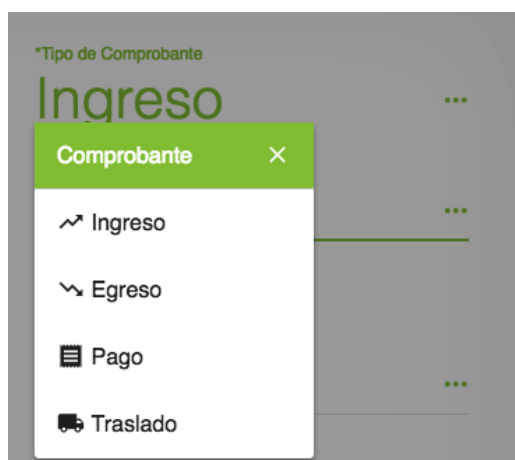 *Tipo de Comprobante
Ingreso
Comprobante
Ingreso
Egreso
Pago
Traslado